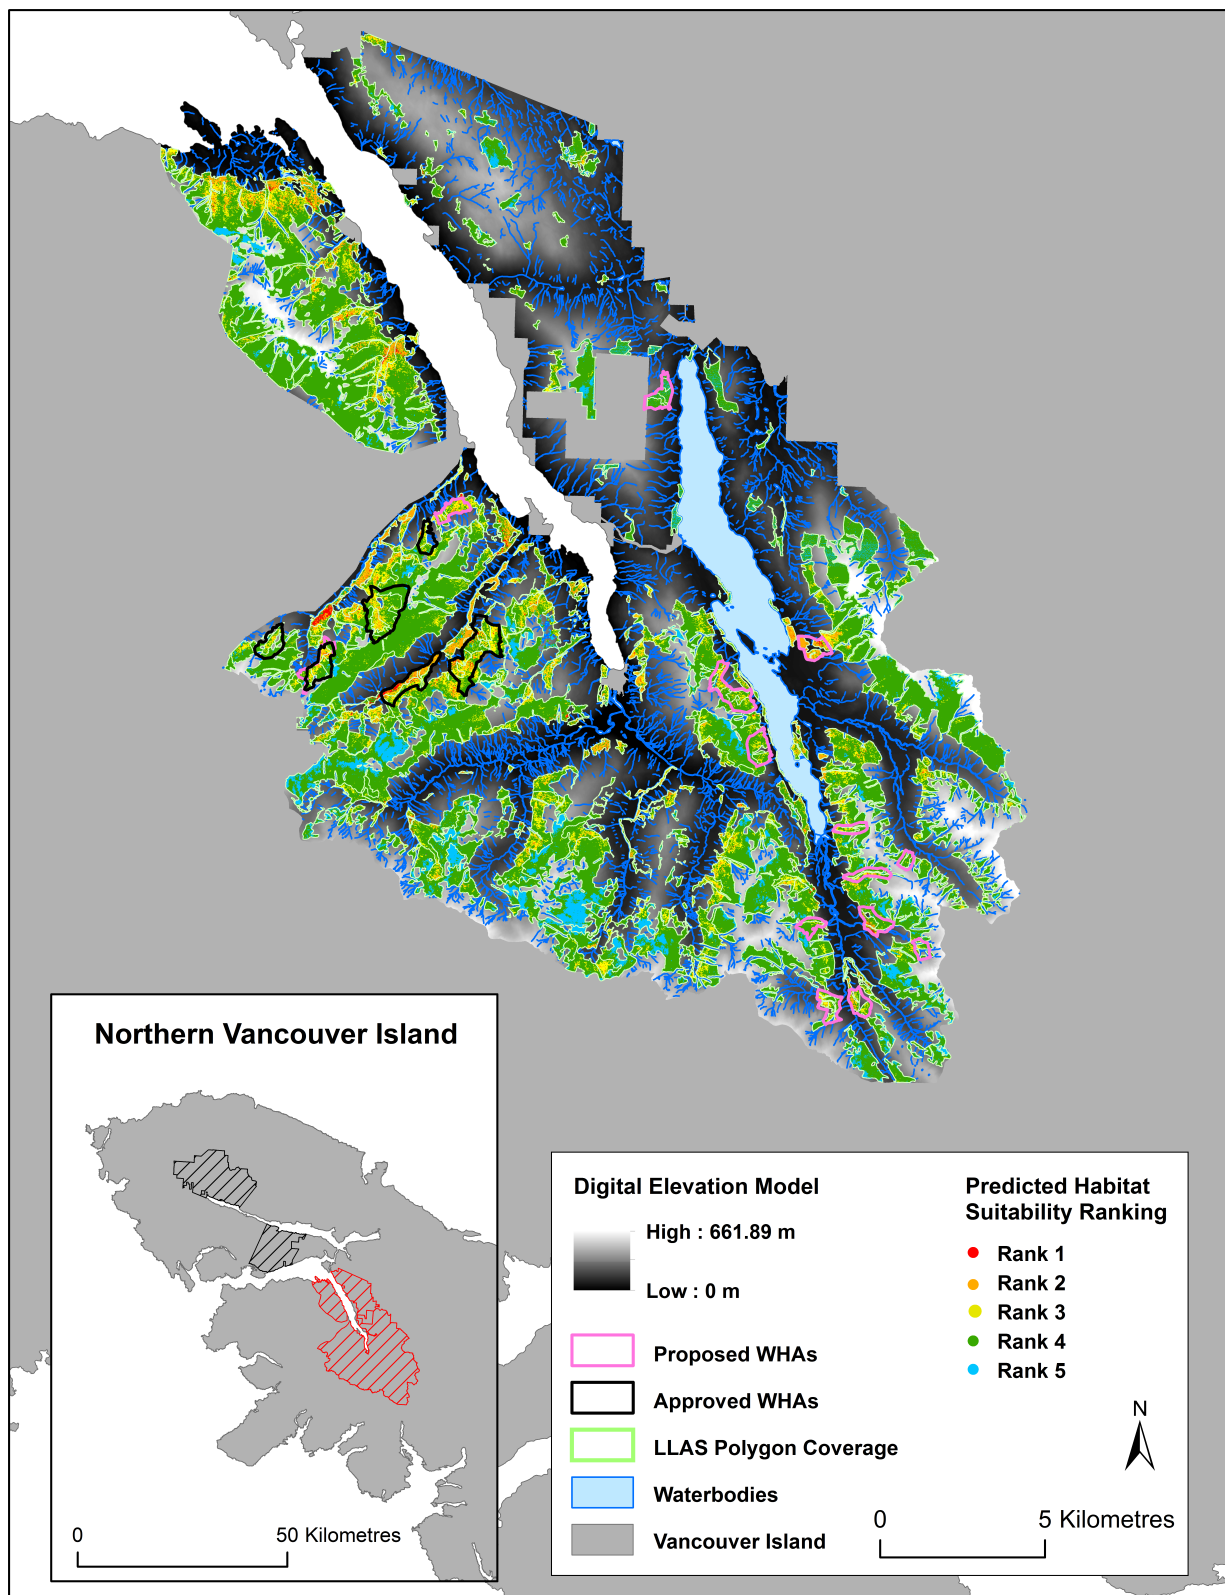 Northern Vancouver Island
0
50 Kilometres
Digital Elevation Model
High : 661.89 m
Low : 0 m
Proposed WHAs
Approved WHAs
LLAS Polygon Coverage
Waterbodies
Vancouver Island
Predicted Habitat
Suitability Ranking
Rank 1
Rank 2
Rank 3
Rank 4
Rank 5
N
0
5 Kilometres